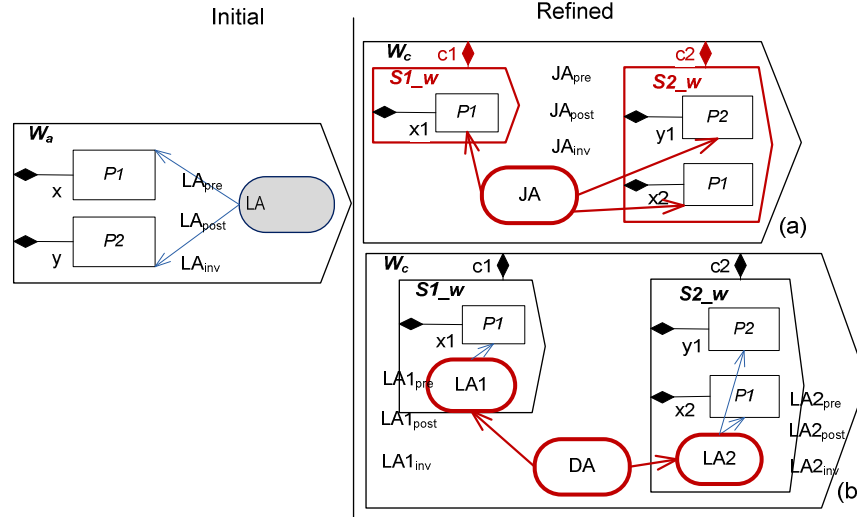 Initial
Refined
Wa
P1
x
P2
y
LA
LApre
LApost
LAinv
Wc
c1
c2
S1_w
P1
x1
JApre
JApost
JAinv
S2_w
P2
y1
P1
x2
JA
(a)
Wc
c1
c2
S1_w
P1
x1
LA1
LA1pre
LA1post
LA1inv
S2_w
P2
y1
P1
x2
LA2pre
LA2post
LA2inv
DA
LA2
(b)